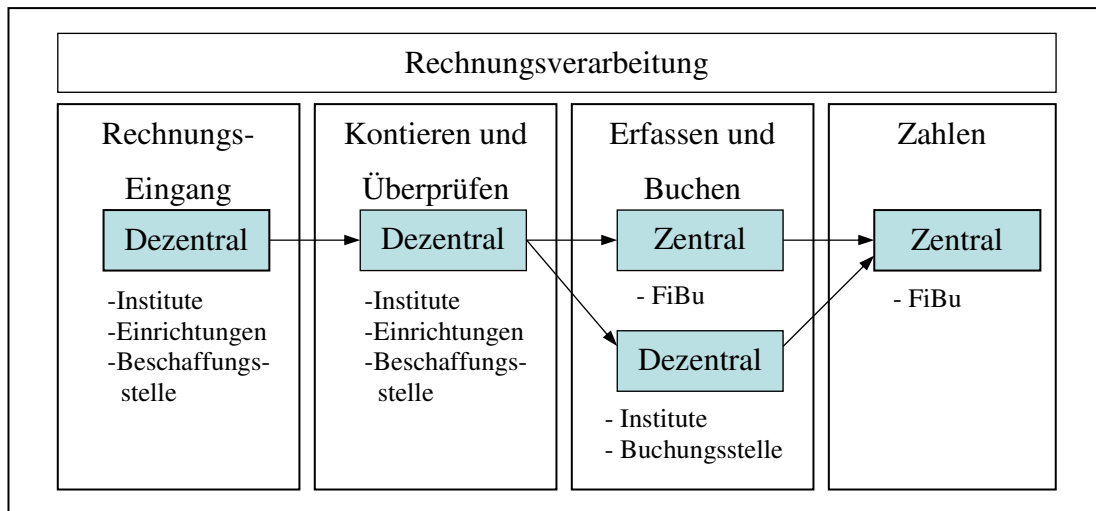 Rechnungsverarbeitung
Rechnungs-
Eingang
Dezentral
-Institute
-Einrichtungen
-Beschaffungs-
stelle
Kontieren und
Überprüfen
Dezentral
-Institute
-Einrichtungen
-Beschaffungs-
stelle
Erfassen und
Buchen
Zentral
- FiBu
Dezentral
- Institute
- Buchungsstelle
Zahlen
Zentral
- FiBu